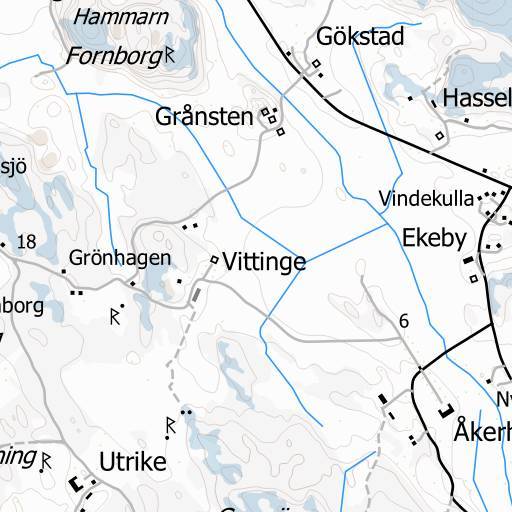 Hammarn
Gökstad
Fornborg R
Hassel
Grånsten
sjö
Vindekulla
18
Ekeby
Grönhagen
Vittinge
borg
R
6
Ny
R
Åkerh
ning R
Utrike